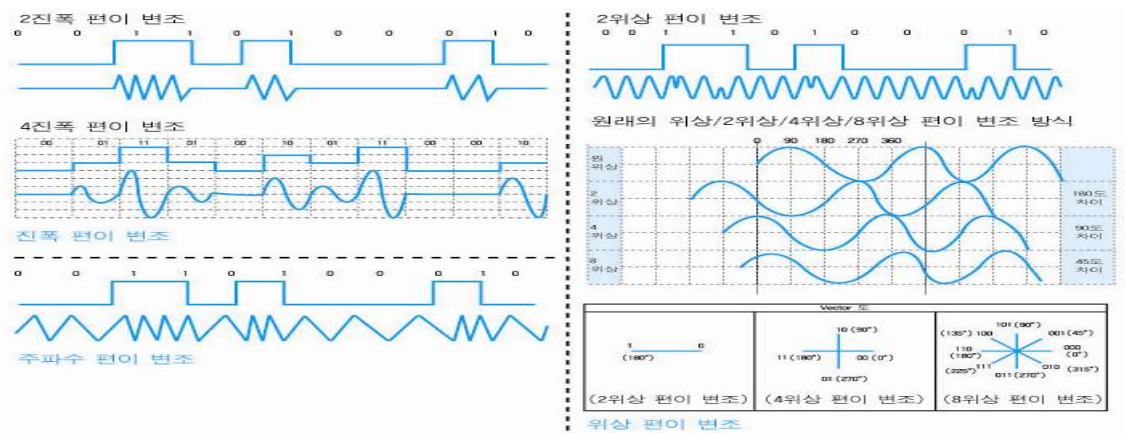 2진폭 편이 변조
0 0 1 1 0 1 0 0 0 1 0
4진폭 편이 변조
00 01 11 01 00 10 01 11 00 00 10
진폭 편이 변조
0 0 1 1 0 1 0 0 0 1 0
주파수 편이 변조
2위상 편이 변조
0 0 1 1 0 1 0 0 0 1 0
원래의 위상/2위상/4위상/8위상 편이 변조 방식
0 90 180 270 360
원
위상
2
위상
180도
차이
4
위상
90도
차이
8
위상
45도
차이
Vector 도
1 0
(180°)
(2위상 편이 변조)
10 (90°)
11 (180°) 00 (0°)
01 (270°)
(4위상 편이 변조)
101 (90°)
(135°) 100 001 (45°)
110 000
(180°) (0°)
111 010
(225°) 011 (270°) (315°)
(8위상 편이 변조)
위상 편이 변조